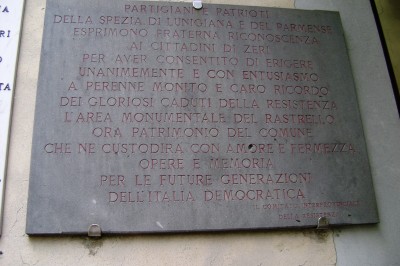 PARTIGIANI E PATRIOTI
DELLA SPEZIA DI LUNIGIANA E DEL PARMENSE
ESPRIMONO FRATERNA RICONOSCENZA
AI CITTADINI DI ZERI
PER AVER CONSENTITO DI ERIGERE
UNANIMEMENTE E CON ENTUSIASMO
A PERENNE MONITO E CARO RICORDO
DEI GLORIOSI CADUTI DELLA RESISTENZA
L'AREA MONUMENTALE DEL RASTRELLO
ORA PATRIMONIO DEL COMUNE
CHE NE CUSTODIRÀ CON AMORE E FERMEZZA
OPERE E MEMORIA
PER LE FUTURE GENERAZIONI
DELL'ITALIA DEMOCRATICA
IL COMITATO